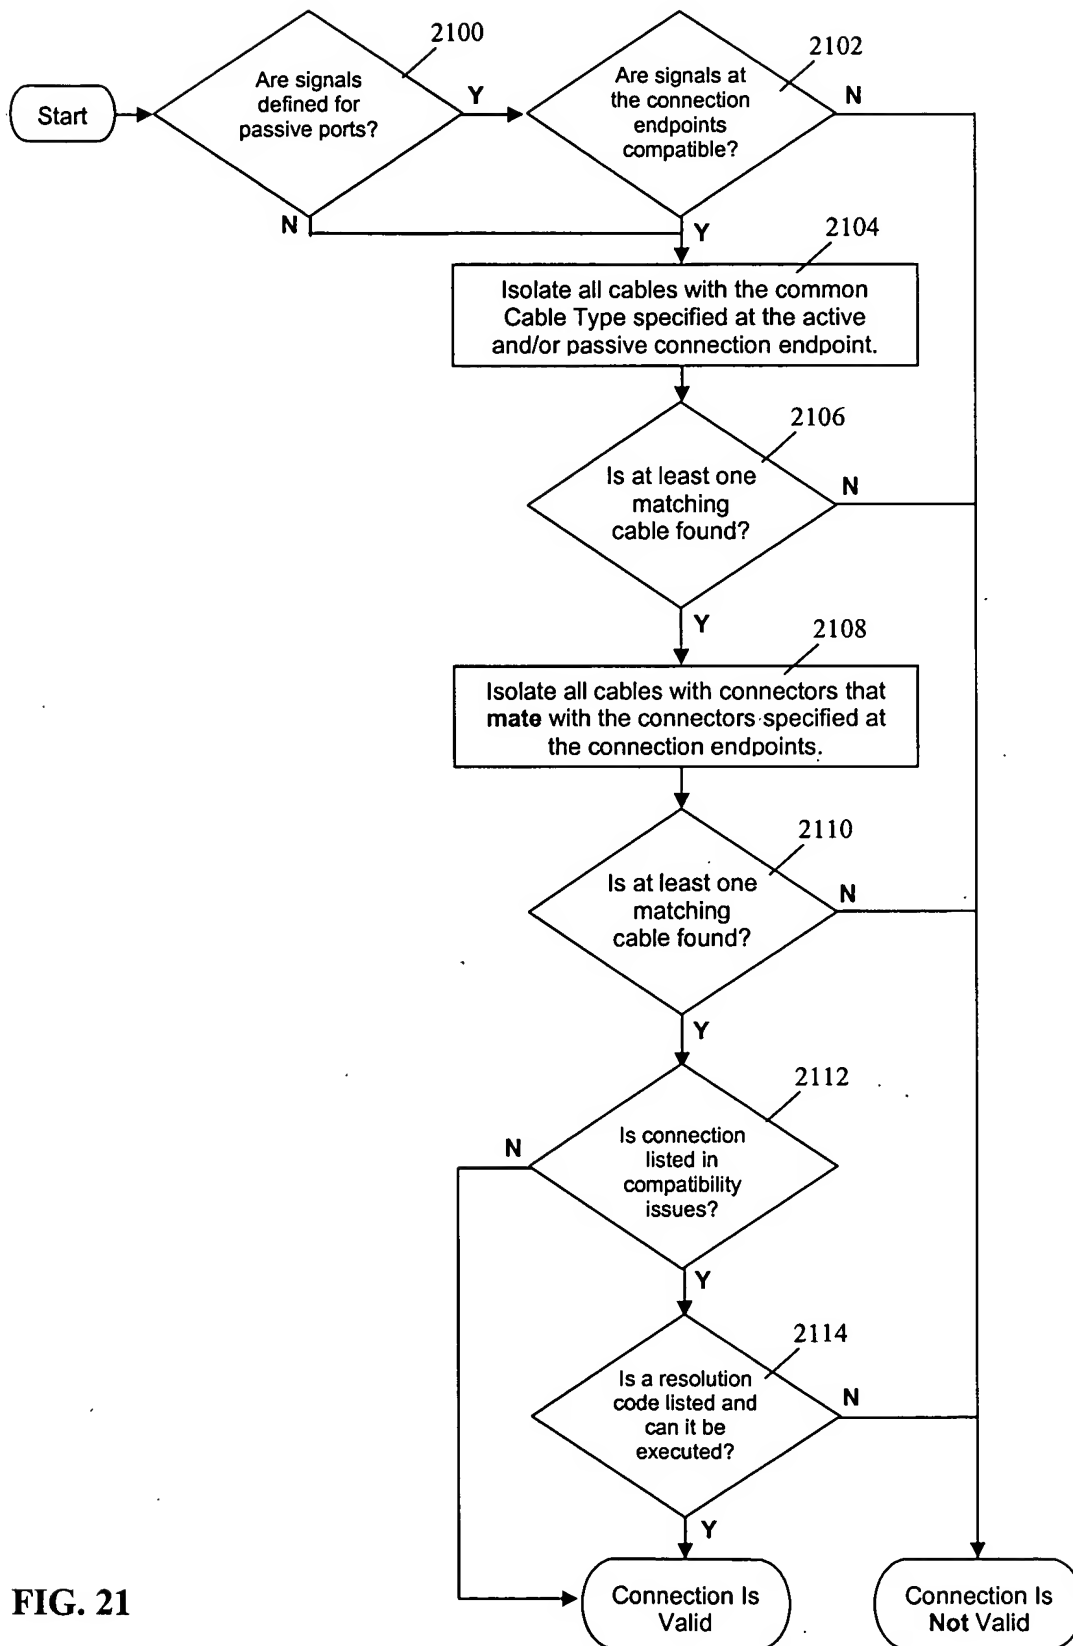 2100
2102
Start
Are signals
defined for
passive ports?
Y
Are signals at
the connection
endpoints
compatible?
N
N
Y
2104
Isolate all cables with the common
Cable Type specified at the active
and/or passive connection endpoint.
2106
Is at least one
matching
cable found?
N
Y
2108
Isolate all cables with connectors that
mate with the connectors specified at
the connection endpoints.
2110
Is at least one
matching
cable found?
N
Y
2112
N
Is connection
listed in
compatibility
issues?
Y
2114
Is a resolution
code listed and
can it be
executed?
N
Y
Connection Is
Valid
Connection Is
Not Valid
FIG. 21